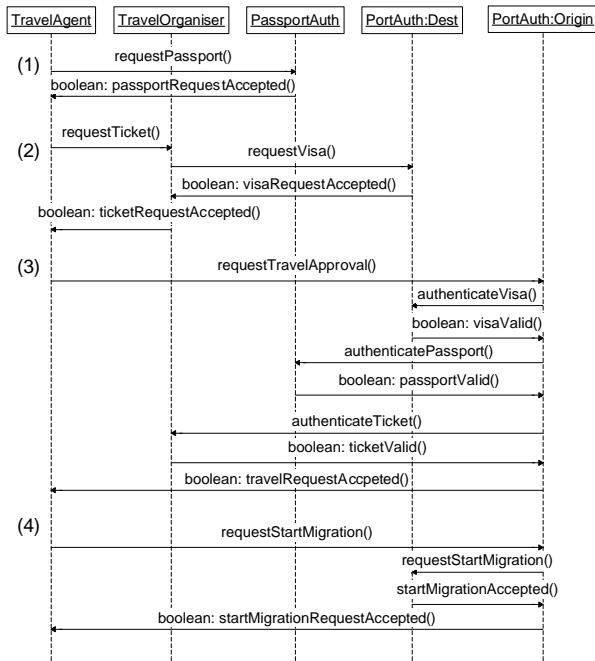 TravelAgent TravelOrganiser PassportAuth PortAuth:Dest PortAuth:Origin
(1)
requestPassport()
boolean: passportRequestAccepted()
(2)
requestTicket()
requestVisa()
boolean: visaRequestAccepted()
boolean: ticketRequestAccepted()
(3)
requestTravelApproval()
authenticateVisa()
boolean: visaValid()
authenticatePassport()
boolean: passportValid()
authenticateTicket()
boolean: ticketValid()
boolean: travelRequestAccpeted()
(4)
requestStartMigration()
requestStartMigration()
startMigrationAccepted()
boolean: startMigrationRequestAccepted()